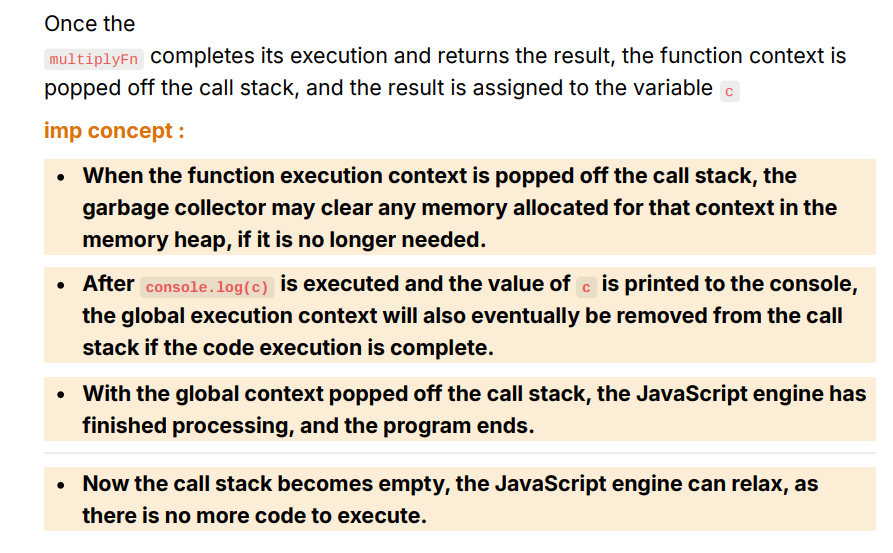 Once the
multiplyFn completes its execution and returns the result, the function context is
popped off the call stack, and the result is assigned to the variable c
imp concept :
• When the function execution context is popped off the call stack, the
garbage collector may clear any memory allocated for that context in the
memory heap, if it is no longer needed.
• After console.log(c) is executed and the value of c is printed to the console,
the global execution context will also eventually be removed from the call
stack if the code execution is complete.
• With the global context popped off the call stack, the JavaScript engine has
finished processing, and the program ends.
• Now the call stack becomes empty, the JavaScript engine can relax, as
there is no more code to execute.